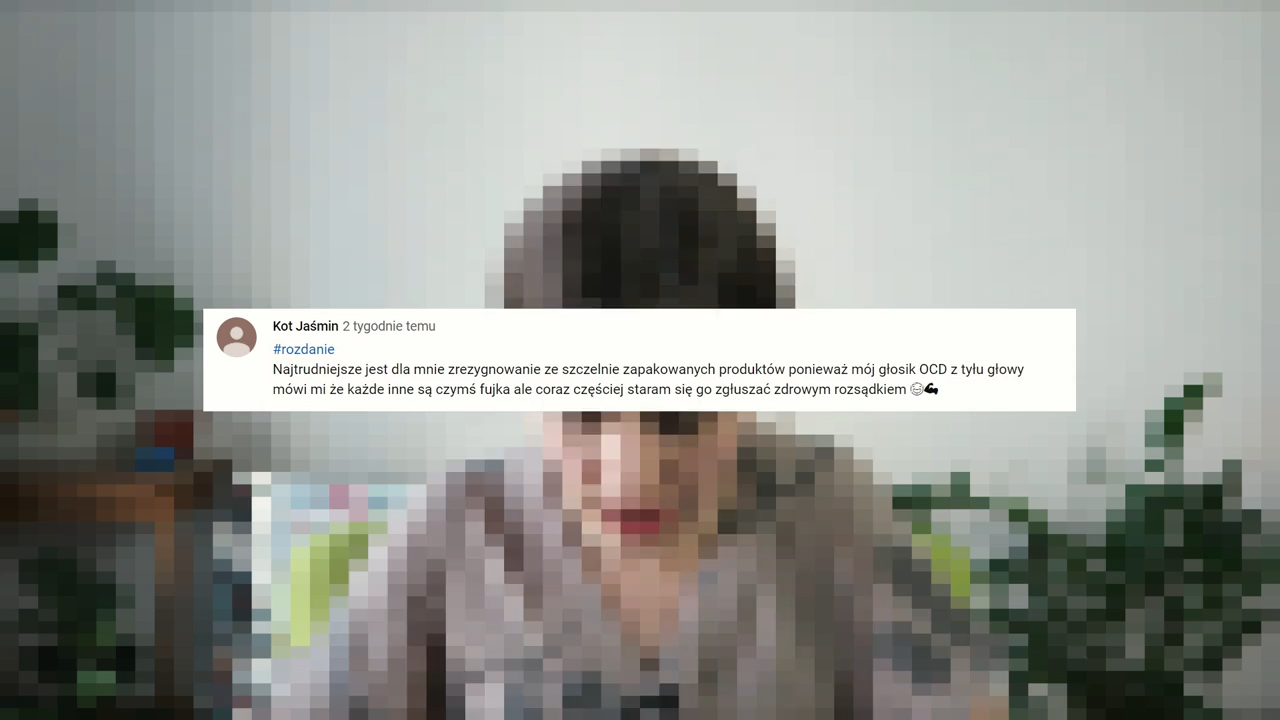 Kot Jaśmin 2 tygodnie temu
#rozdanie
Najtrudniejsze jest dla mnie zrezygnowanie ze szczelnie zapakowanych produktów ponieważ mój głosik OCD z tyłu głowy
mówi mi że każde inne są czymś fujka ale coraz częściej staram się go zgłuszać zdrowym rozsądkiem 😂💪